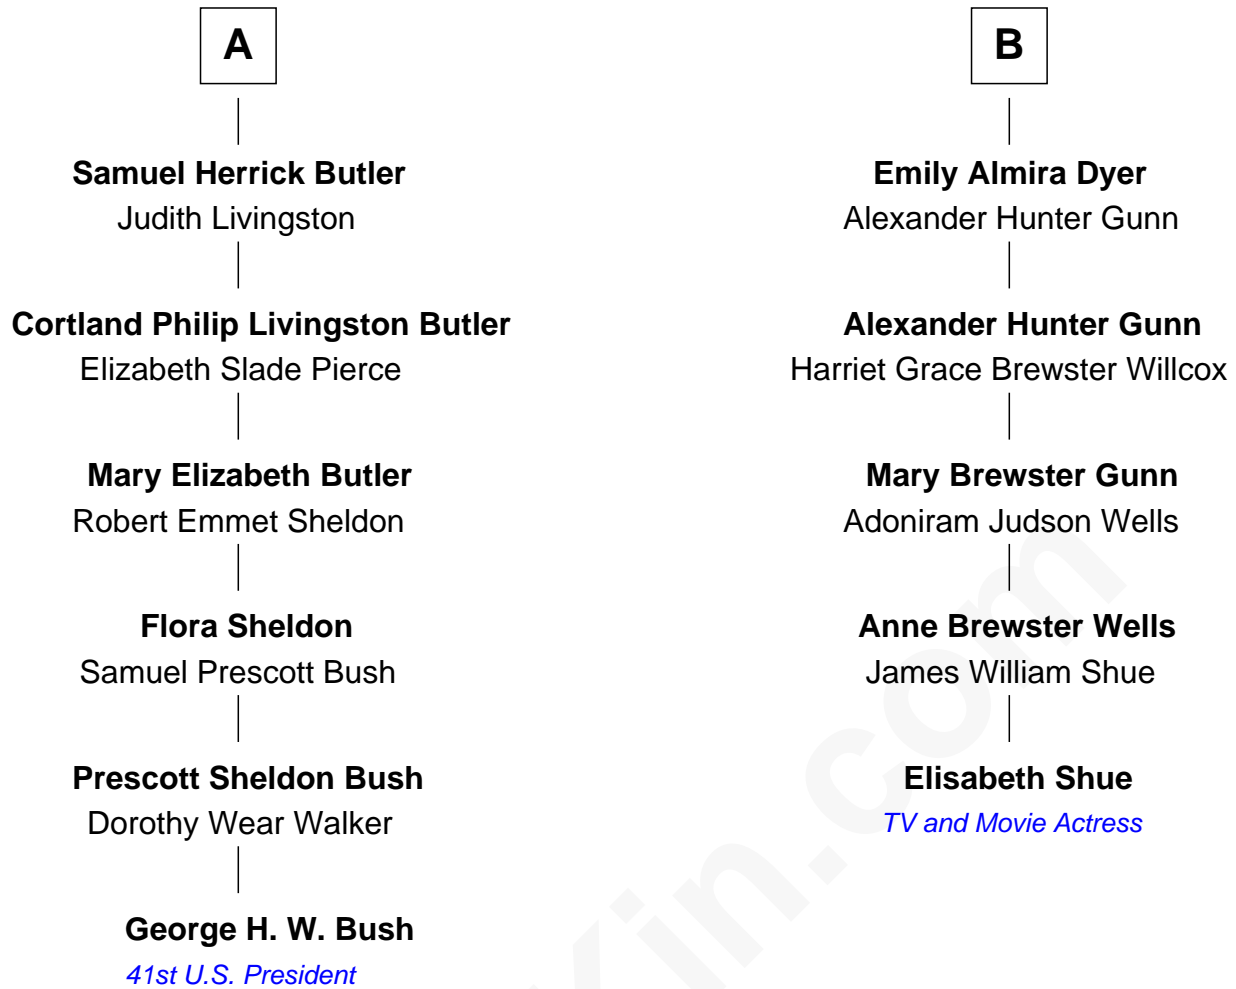 A
Samuel Herrick Butler
Judith Livingston
Cortland Philip Livingston Butler
Elizabeth Slade Pierce
Mary Elizabeth Butler
Robert Emmet Sheldon
Flora Sheldon
Samuel Prescott Bush
Prescott Sheldon Bush
Dorothy Wear Walker
George H. W. Bush
41st U.S. President
B
Emily Almira Dyer
Alexander Hunter Gunn
Alexander Hunter Gunn
Harriet Grace Brewster Willcox
Mary Brewster Gunn
Adoniram Judson Wells
Anne Brewster Wells
James William Shue
Elisabeth Shue
TV and Movie Actress
Kin.com